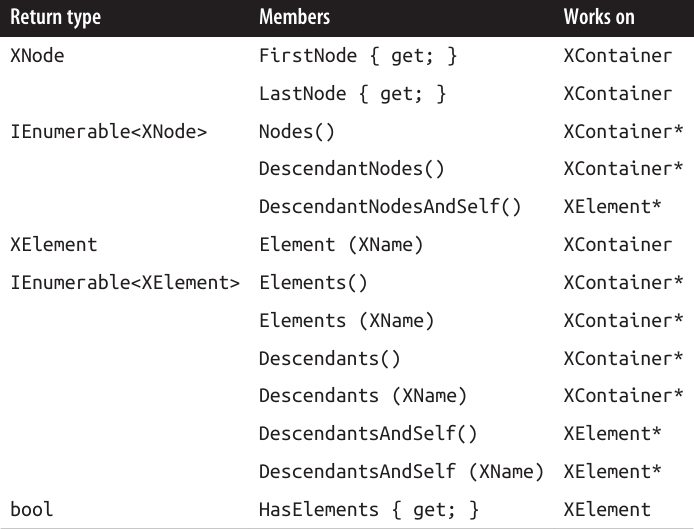 Return type Members Works on
XNode FirstNode { get; } XContainer
LastNode { get; } XContainer
IEnumerable<XNode> Nodes() XContainer*
DescendantNodes() XContainer*
DescendantNodesAndSelf() XElement*
XElement Element (XName) XContainer
IEnumerable<XElement> Elements() XContainer*
Elements (XName) XContainer*
Descendants() XContainer*
Descendants (XName) XContainer*
DescendantsAndSelf() XElement*
DescendantsAndSelf (XName) XElement*
bool HasElements { get; } XElement